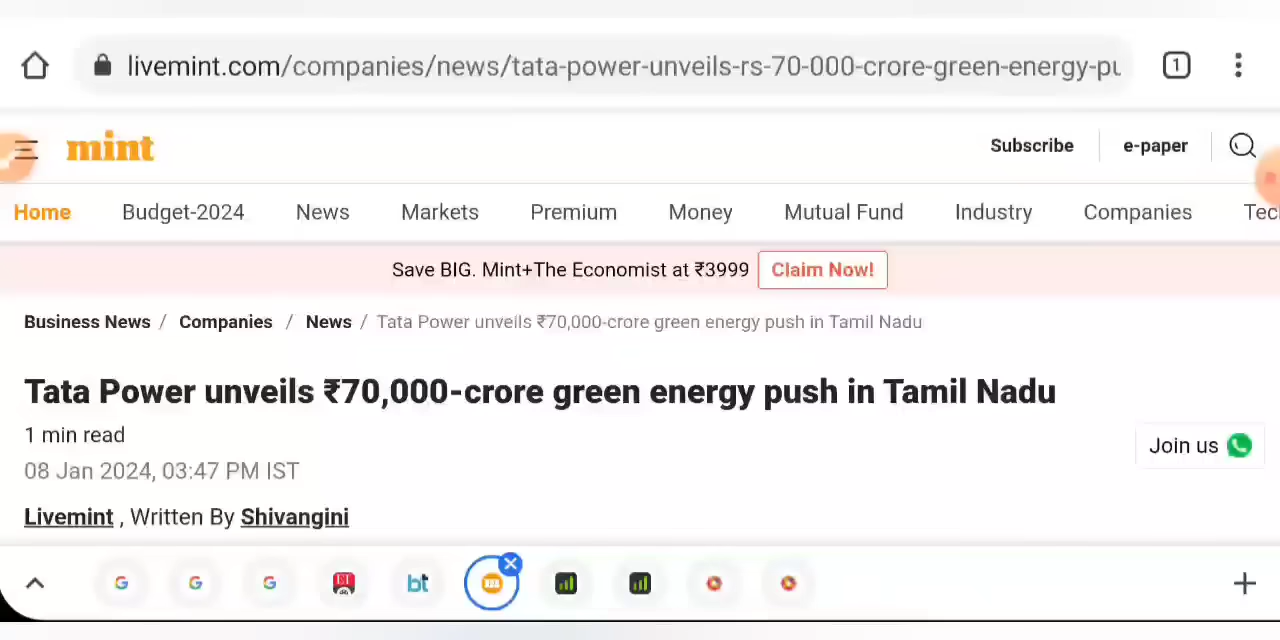 livemint.com/companies/news/tata-power-unveils-rs-70-000-crore-green-energy-pu
1
mint
Subscribe
e-paper
Home Budget-2024 News Markets Premium Money Mutual Fund Industry Companies Tec
Save BIG. Mint+The Economist at ₹3999 Claim Now!
Business News / Companies / News / Tata Power unveils ₹70,000-crore green energy push in Tamil Nadu
Tata Power unveils ₹70,000-crore green energy push in Tamil Nadu
1 min read
Join us
08 Jan 2024, 03:47 PM IST
Livemint , Written By Shivangini
G G G ET bt